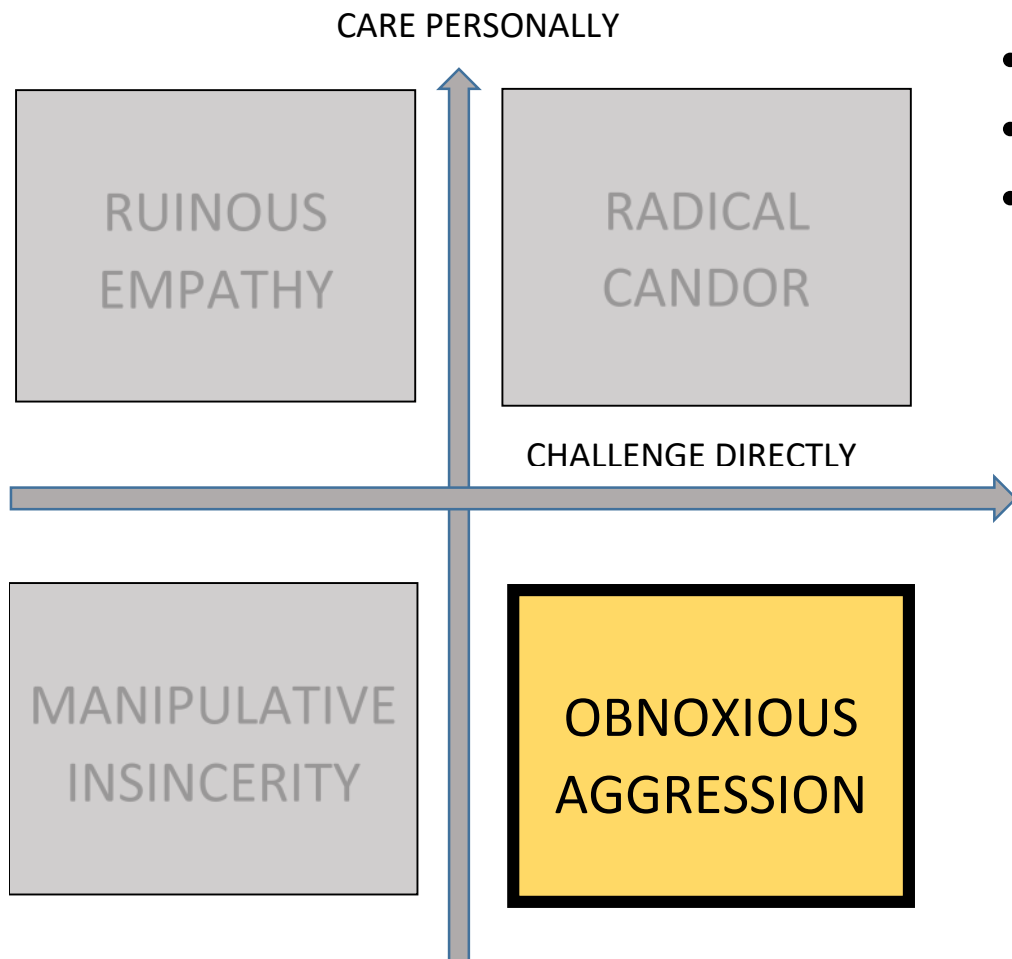 CARE PERSONALLY
RUINOUS
EMPATHY
RADICAL
CANDOR
CHALLENGE DIRECTLY
MANIPULATIVE
INSINCERITY
OBNOXIOUS
AGGRESSION